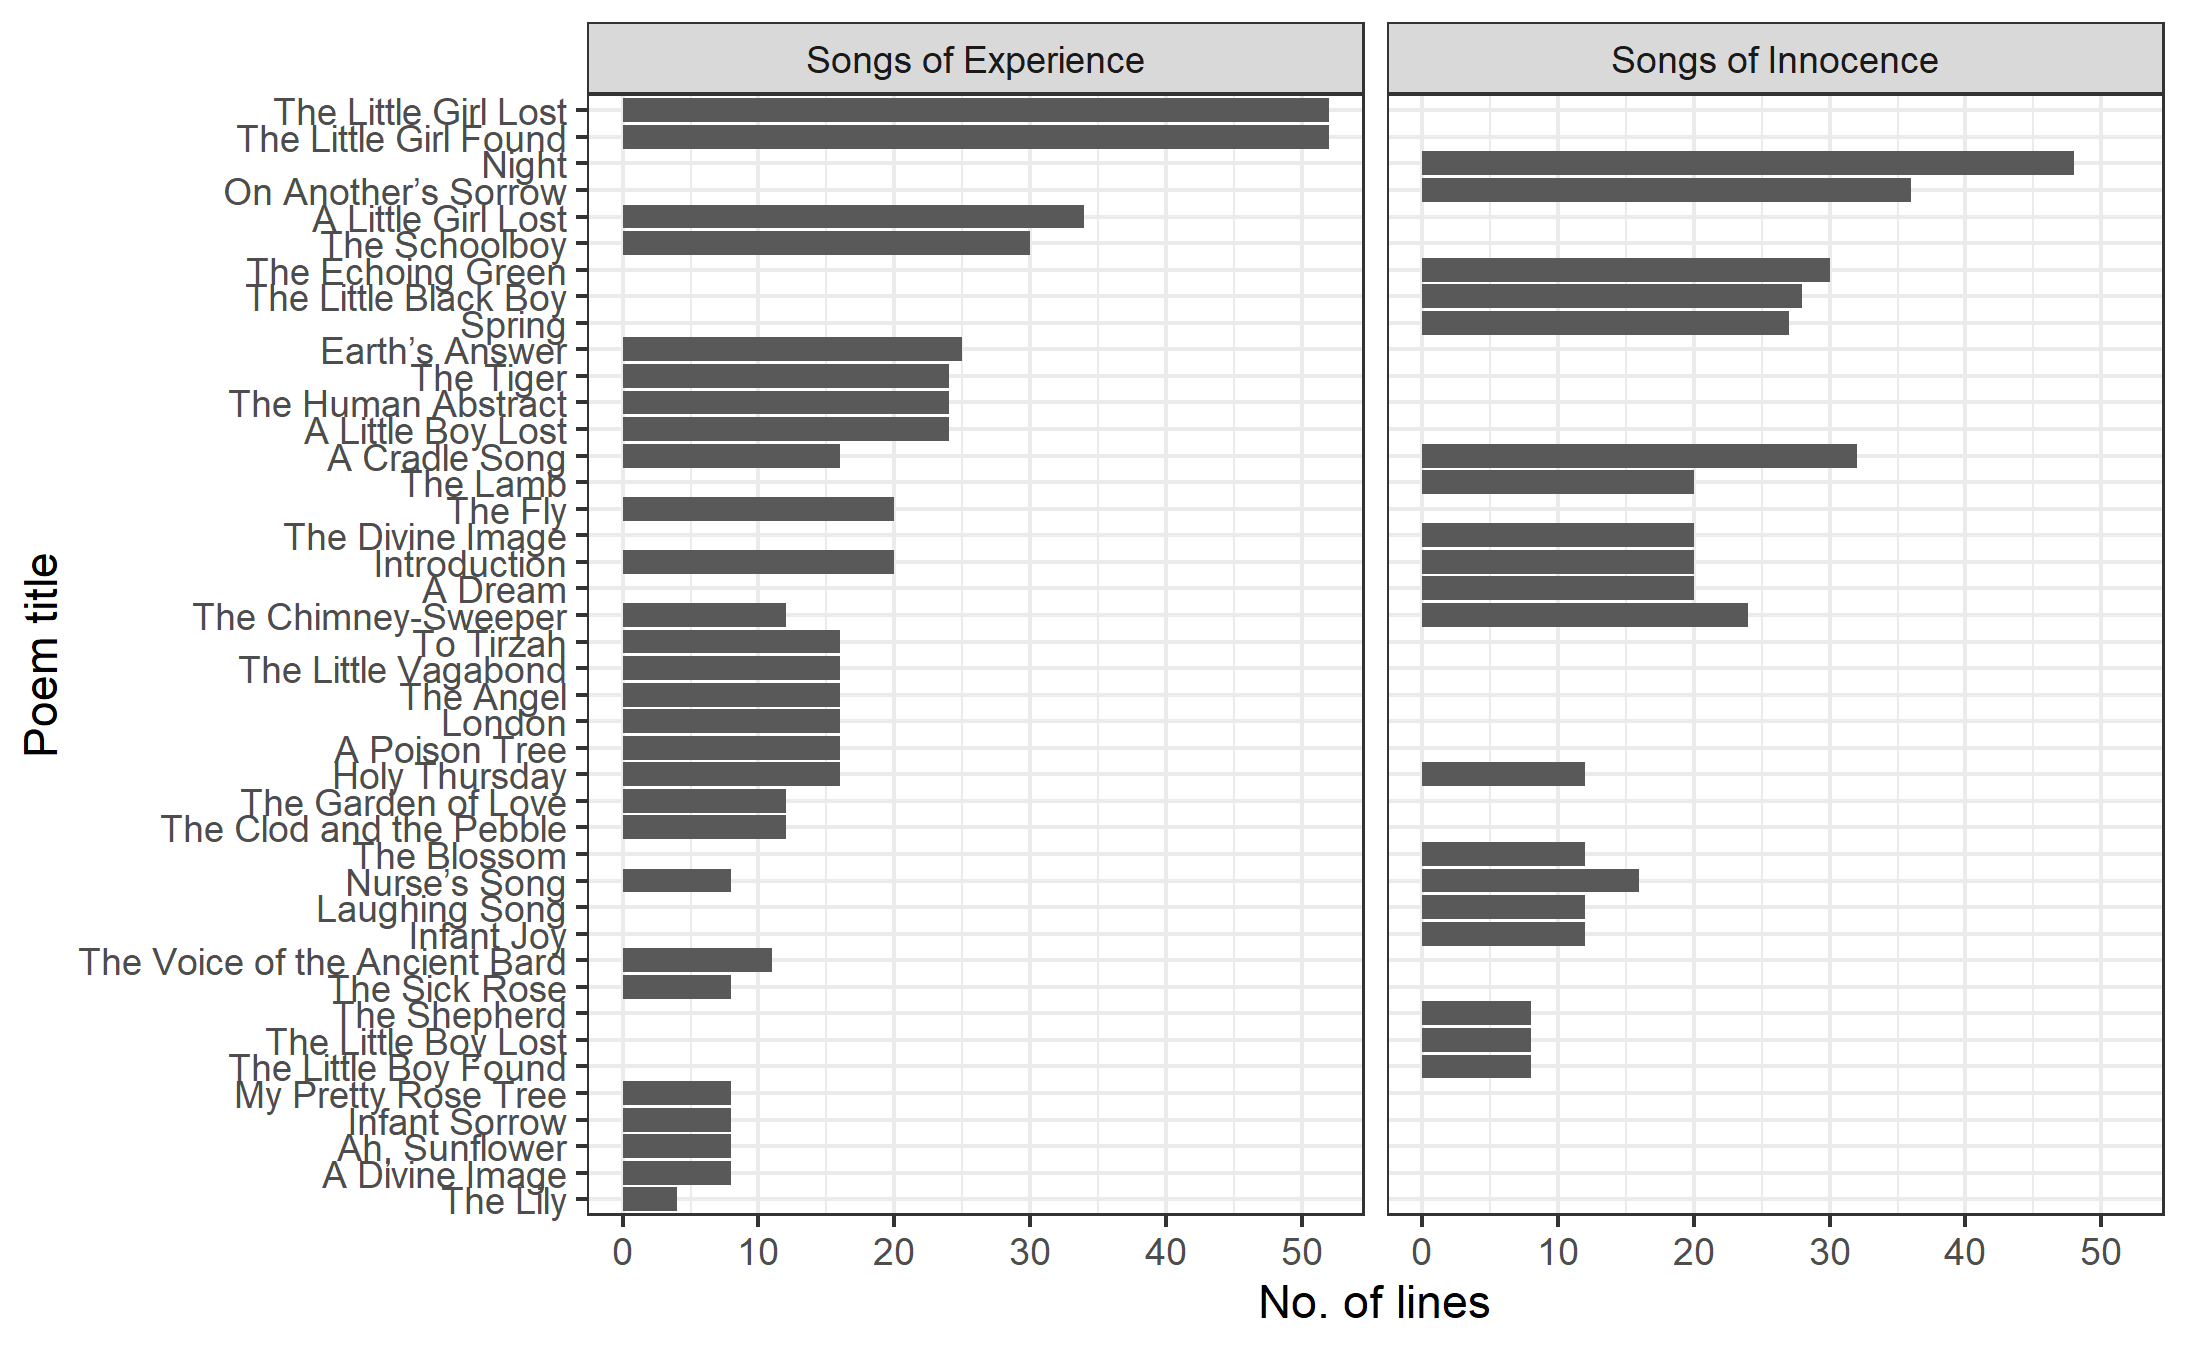 Songs of Experience
Songs of Innocence
Poem title
The Little Girl Lost
The Little Girl Found
Night
On Another’s Sorrow
A Little Girl Lost
The Schoolboy
The Echoing Green
The Little Black Boy
Spring
Earth’s Answer
The Tiger
The Human Abstract
A Little Boy Lost
A Cradle Song
The Lamb
The Fly
The Divine Image
Introduction
A Dream
The Chimney-Sweeper
To Tirzah
The Little Vagabond
The Angel
London
A Poison Tree
Holy Thursday
The Garden of Love
The Clod and the Pebble
The Blossom
Nurse’s Song
Laughing Song
Infant Joy
The Voice of the Ancient Bard
The Sick Rose
The Shepherd
The Little Boy Lost
The Little Boy Found
My Pretty Rose Tree
Infant Sorrow
Ah, Sunflower
A Divine Image
The Lily
0 10 20 30 40 50
0 10 20 30 40 50
No. of lines